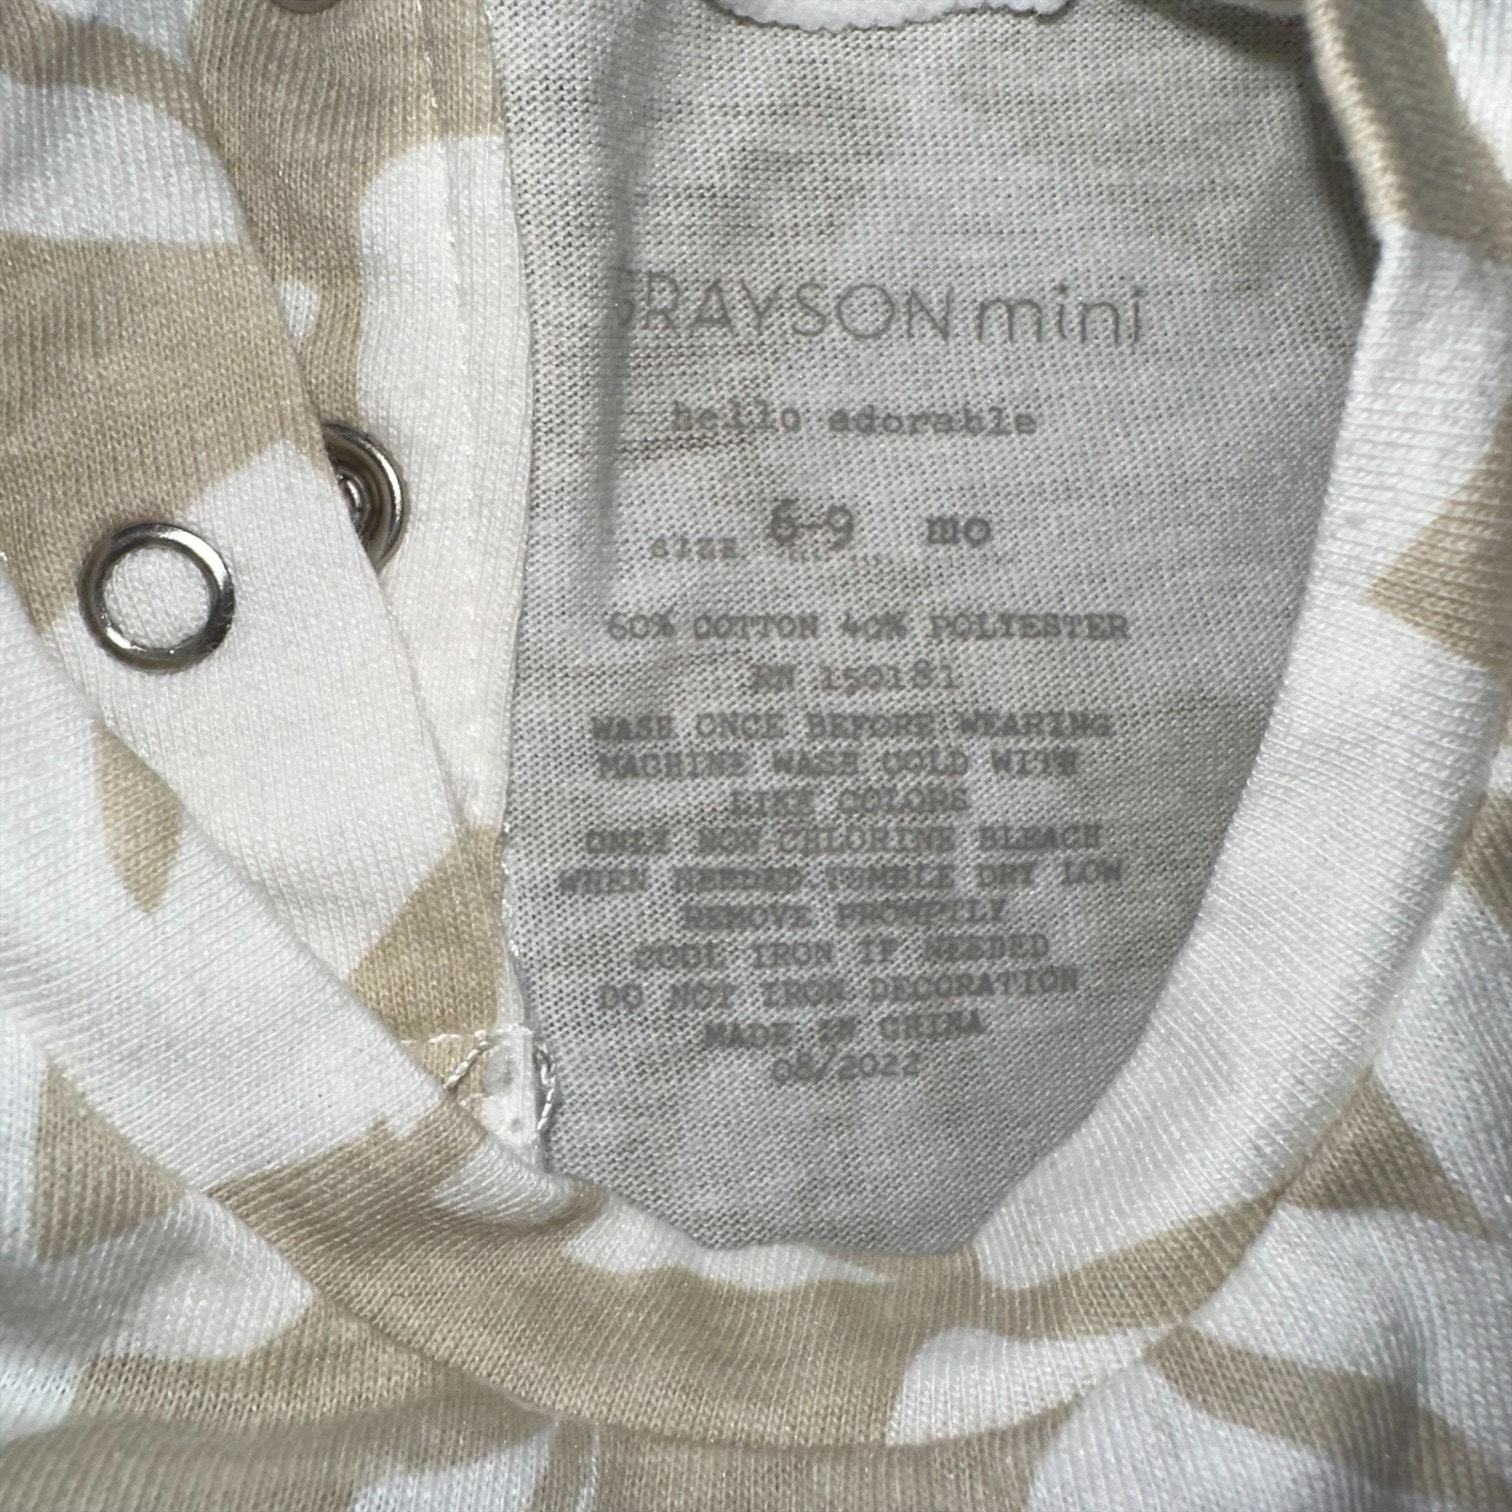 GRAYSON mini
hello adorable
size 6-9 mo
60% COTTON 40% POLYESTER
RN 150181
WASH ONCE BEFORE WEARING
MACHINE WASH COLD WITH
LIKE COLORS
ONLY NON CHLORINE BLEACH
WHEN NEEDED TUMBLE DRY LOW
REMOVE PROMPTLY
COOL IRON IF NEEDED
DO NOT IRON DECORATION
MADE IN CHINA
08/2022